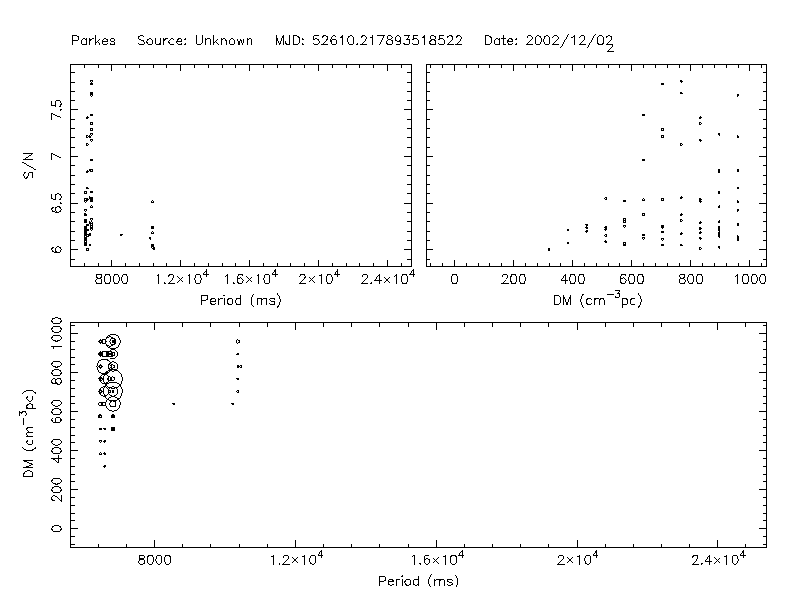 Parkes Source: Unknown MJD: 52610.217893518522 Date: 2002/12/02
2
S/N
7.5
7
6.5
6
8000 1.2×10⁴ 1.6×10⁴ 2×10⁴ 2.4×10⁴
Period (ms)
0 200 400 600 800 1000
DM (cm⁻³pc)
DM (cm⁻³pc)
1000
800
600
400
200
0
8000 1.2×10⁴ 1.6×10⁴ 2×10⁴ 2.4×10⁴
Period (ms)